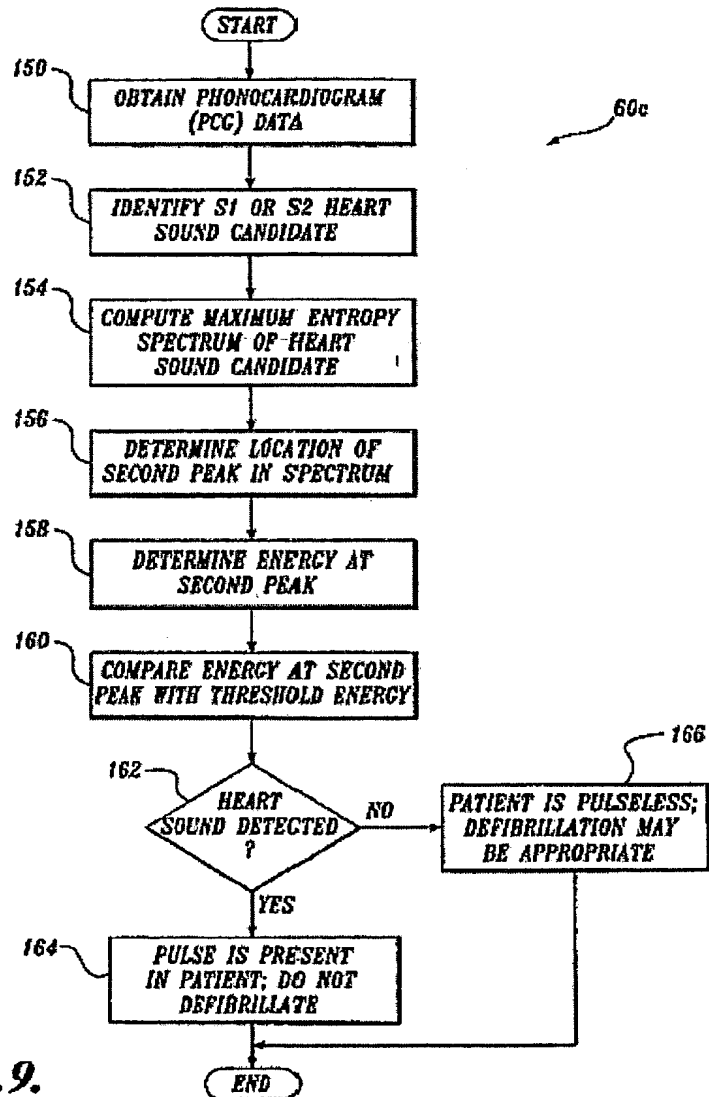 START
150
OBTAIN PHONOCARDIOGRAM
(PCG) DATA
60c
152
IDENTIFY S1 OR S2 HEART
SOUND CANDIDATE
154
COMPUTE MAXIMUM ENTROPY
SPECTRUM OF HEART
SOUND CANDIDATE
156
DETERMINE LOCATION OF
SECOND PEAK IN SPECTRUM
158
DETERMINE ENERGY AT
SECOND PEAK
160
COMPARE ENERGY AT SECOND
PEAK WITH THRESHOLD ENERGY
162
HEART
SOUND DETECTED
?
NO
166
PATIENT IS PULSELESS;
DEFIBRILLATION MAY
BE APPROPRIATE
YES
164
PULSE IS PRESENT
IN PATIENT; DO NOT
DEFIBRILLATE
.9.
END